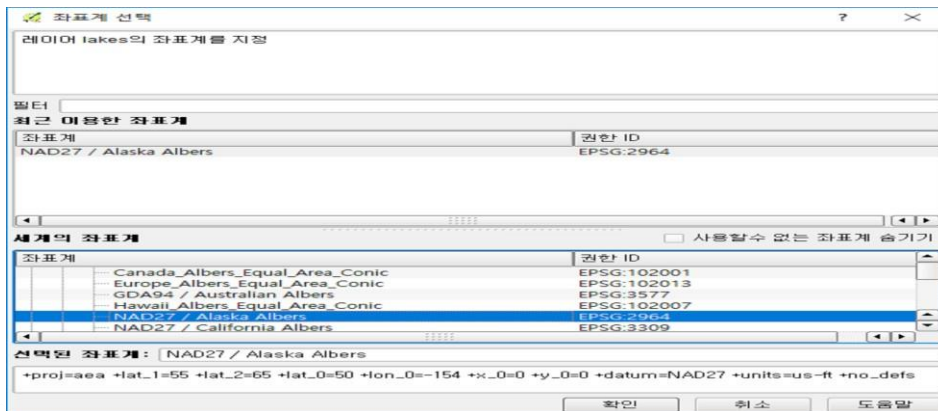 좌표계 선택
레이어 lakes의 좌표계를 지정
필터
최근 이용한 좌표계
좌표계 권한 ID
NAD27 / Alaska Albers EPSG:2964
세계의 좌표계 사용할수 없는 좌표계 숨기기
좌표계 권한 ID
Canada_Albers_Equal_Area_Conic EPSG:102001
Europe_Albers_Equal_Area_Conic EPSG:102013
GDA94 / Australian Albers EPSG:3577
Hawaii_Albers_Equal_Area_Conic EPSG:102007
NAD27 / Alaska Albers EPSG:2964
NAD27 / California Albers EPSG:3309
선택된 좌표계: NAD27 / Alaska Albers
+proj=aea +lat_1=55 +lat_2=65 +lat_0=50 +lon_0=-154 +x_0=0 +y_0=0 +datum=NAD27 +units=us-ft +no_defs
확인 취소 도움말